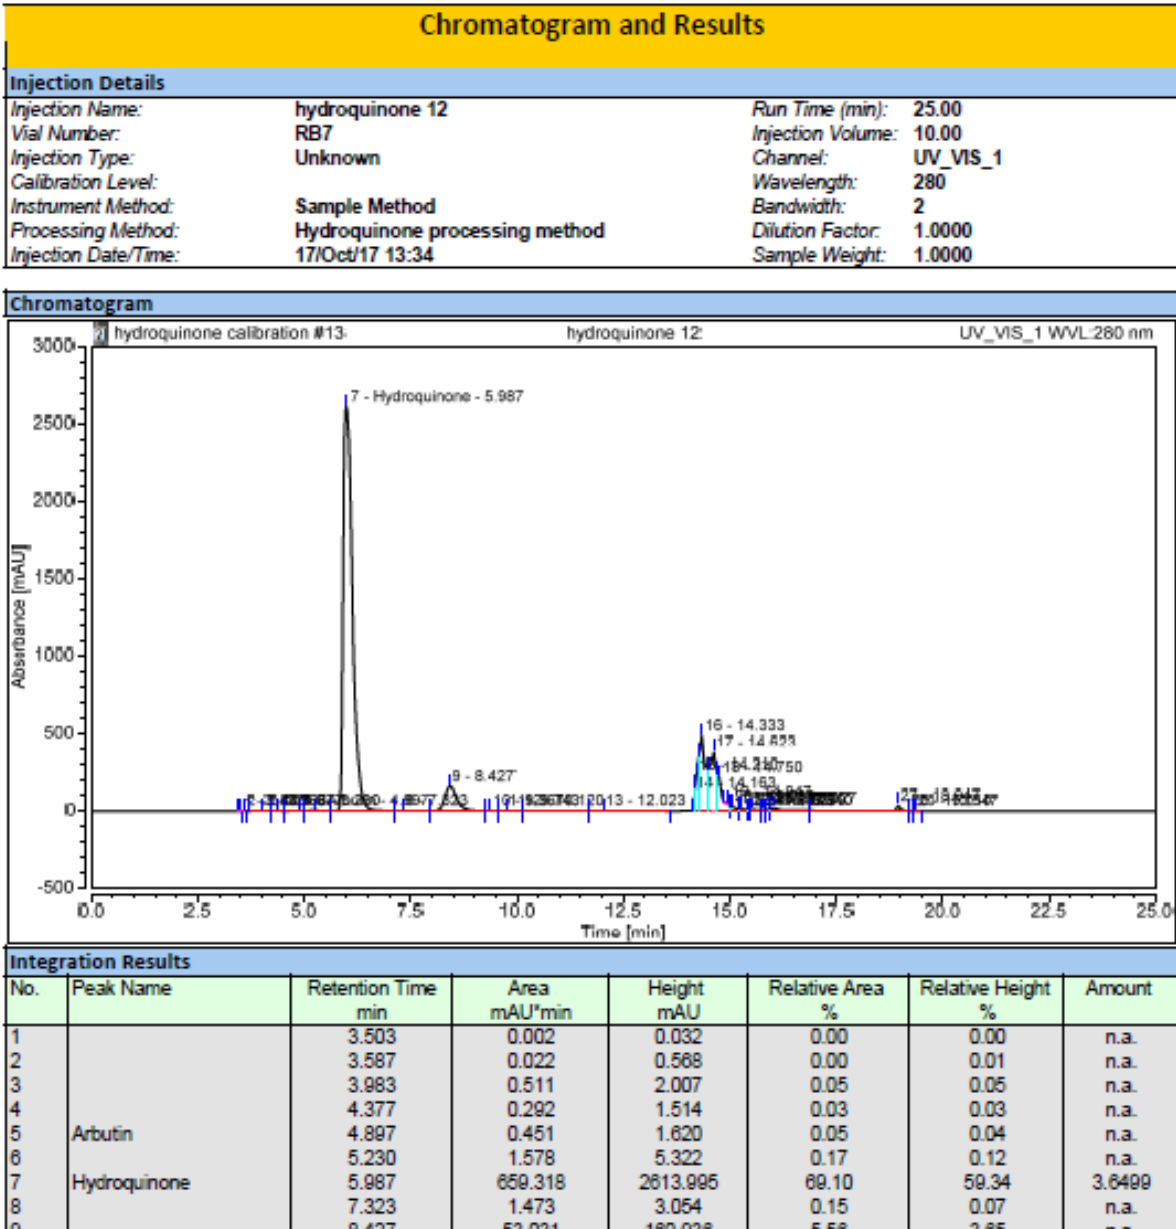 Chromatogram and Results
Injection Details
Injection Name: hydroquinone 12 Run Time (min): 25.00
Vial Number: RB7 Injection Volume: 10.00
Injection Type: Unknown Channel: UV_VIS_1
Calibration Level: Wavelength: 280
Instrument Method: Sample Method Bandwidth: 2
Processing Method: Hydroquinone processing method Dilution Factor: 1.0000
Injection Date/Time: 17/Oct/17 13:34 Sample Weight: 1.0000
Chromatogram
hydroquinone calibration #13 hydroquinone 12 UV_VIS_1 WVL:280 nm
3000
7 - Hydroquinone - 5.987
2500
2000
1500
Absorbance [mAU]
1000
500
16 - 14.333
17 - 14.623
14.750
14.163
9 - 8.427
13 - 12.023
0
-500
0.0 2.5 5.0 7.5 10.0 12.5 15.0 17.5 20.0 22.5 25.0
Time [min]
Integration Results
No. Peak Name Retention Time Area Height Relative Area Relative Height Amount
min mAU*min mAU % %
1 3.503 0.002 0.032 0.00 0.00 n.a.
2 3.587 0.022 0.568 0.00 0.01 n.a.
3 3.983 0.511 2.007 0.05 0.05 n.a.
4 4.377 0.292 1.514 0.03 0.03 n.a.
5 Arbutin 4.897 0.451 1.620 0.05 0.04 n.a.
6 5.230 1.578 5.322 0.17 0.12 n.a.
7 Hydroquinone 5.987 659.318 2613.995 69.10 59.34 3.6499
8 7.323 1.473 3.054 0.15 0.07 n.a.